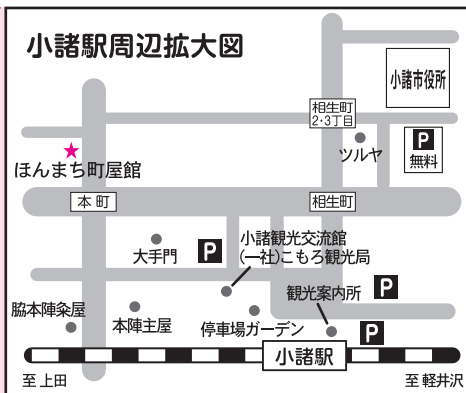 小諸駅周辺拡大図
小諸市役所
相生町
2・3丁目
ツルヤ
P
無料
ほんまち町屋館
本町
相生町
大手門
P
小諸観光交流館
(一社)こもろ観光局
観光案内所
P
脇本陣粂屋
本陣主屋
停車場ガーデン
P
小諸駅
至上田
至軽井沢